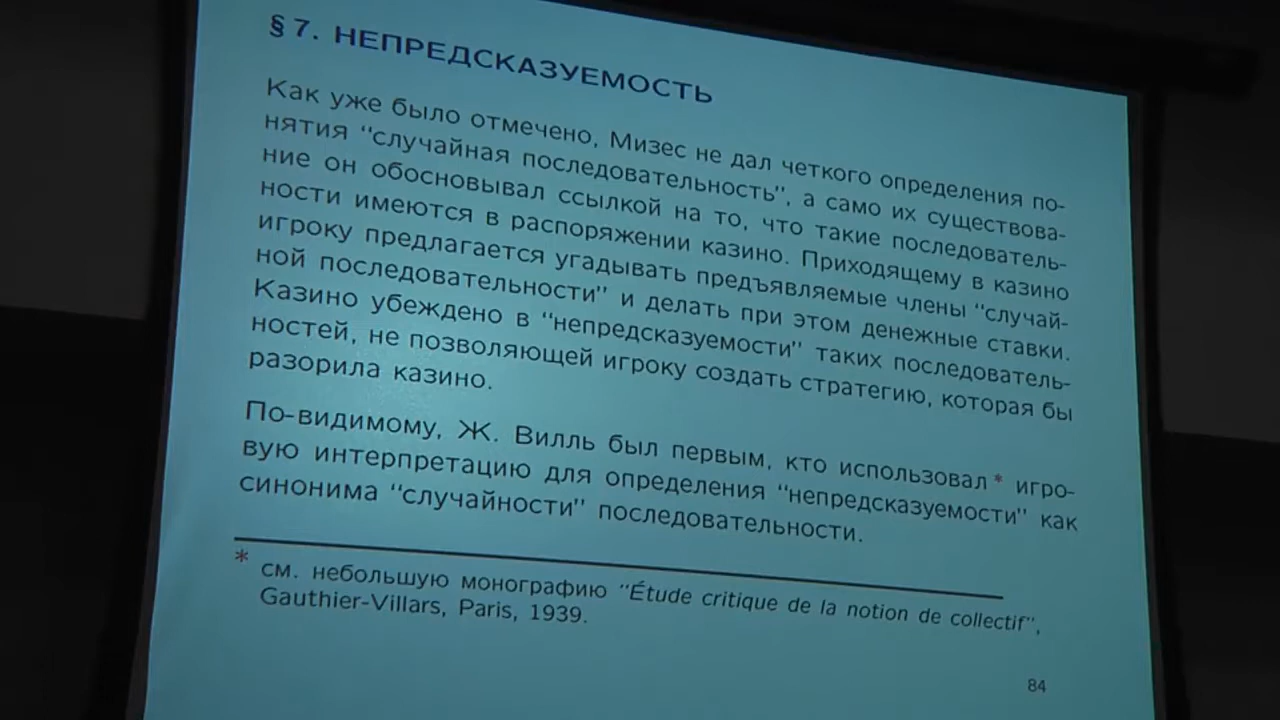 § 7. НЕПРЕДСКАЗУЕМОСТЬ
Как уже было отмечено, Мизес не дал четкого определения по-
нятия "случайная последовательность", а само их существова-
ние он обосновывал ссылкой на то, что такие последователь-
ности имеются в распоряжении казино. Приходящему в казино
игроку предлагается угадывать предъявляемые члены "случай-
ной последовательности" и делать при этом денежные ставки.
Казино убеждено в "непредсказуемости" таких последователь-
ностей, не позволяющей игроку создать стратегию, которая бы
разорила казино.
По-видимому, Ж. Вилль был первым, кто использовал* игро-
вую интерпретацию для определения "непредсказуемости" как
синонима "случайности" последовательности.
* см. небольшую монографию "Étude critique de la notion de collectif",
Gauthier-Villars, Paris, 1939.
84